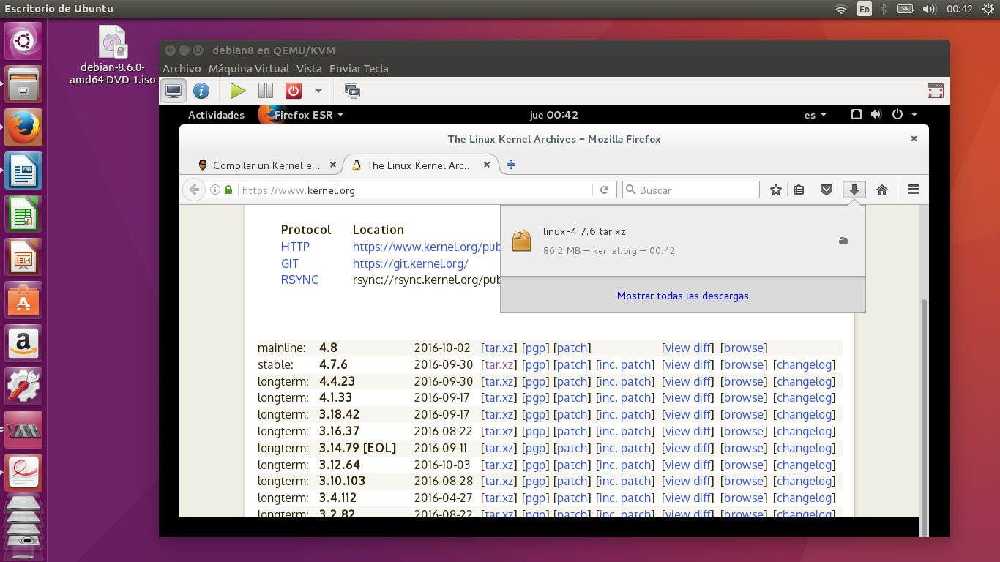 Escritorio de Ubuntu
En
00:42
debian-8.6.0-
amd64-DVD-1.iso
debian8 en QEMU/KVM
Archivo Máquina Virtual Vista Enviar Tecla
Actividades Firefox ESR jue 00:42 es
The Linux Kernel Archives – Mozilla Firefox
Compilar un Kernel e... The Linux Kernel Arc...
https://www.kernel.org Buscar
Protocol Location
HTTP https://www.kernel.org/pub
GIT https://git.kernel.org/
RSYNC rsync://rsync.kernel.org/pub
linux-4.7.6.tar.xz
86.2 MB — kernel.org — 00:42
Mostrar todas las descargas
mainline: 4.8 2016-10-02 [tar.xz] [pgp] [patch] [view diff] [browse]
stable: 4.7.6 2016-09-30 [tar.xz] [pgp] [patch] [inc. patch] [view diff] [browse] [changelog]
longterm: 4.4.23 2016-09-30 [tar.xz] [pgp] [patch] [inc. patch] [view diff] [browse] [changelog]
longterm: 4.1.33 2016-09-17 [tar.xz] [pgp] [patch] [inc. patch] [view diff] [browse] [changelog]
longterm: 3.18.42 2016-09-17 [tar.xz] [pgp] [patch] [inc. patch] [view diff] [browse] [changelog]
longterm: 3.16.37 2016-08-22 [tar.xz] [pgp] [patch] [inc. patch] [view diff] [browse] [changelog]
longterm: 3.14.79 [EOL] 2016-09-11 [tar.xz] [pgp] [patch] [inc. patch] [view diff] [browse] [changelog]
longterm: 3.12.64 2016-10-03 [tar.xz] [pgp] [patch] [inc. patch] [view diff] [browse] [changelog]
longterm: 3.10.103 2016-08-28 [tar.xz] [pgp] [patch] [inc. patch] [view diff] [browse] [changelog]
longterm: 3.4.112 2016-04-27 [tar.xz] [pgp] [patch] [inc. patch] [view diff] [browse] [changelog]
longterm: 3.2.82 2016-08-22 [tar.xz] [pgp] [patch] [inc. patch] [view diff] [browse] [changelog]